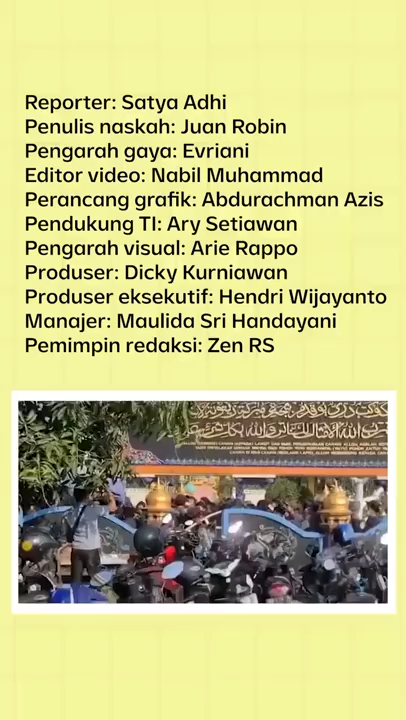 Reporter: Satya Adhi
Penulis naskah: Juan Robin
Pengarah gaya: Evriani
Editor video: Nabil Muhammad
Perancang grafik: Abdurachman Azis
Pendukung TI: Ary Setiawan
Pengarah visual: Arie Rappo
Produser: Dicky Kurniawan
Produser eksekutif: Hendri Wijayanto
Manajer: Maulida Sri Handayani
Pemimpin redaksi: Zen RS